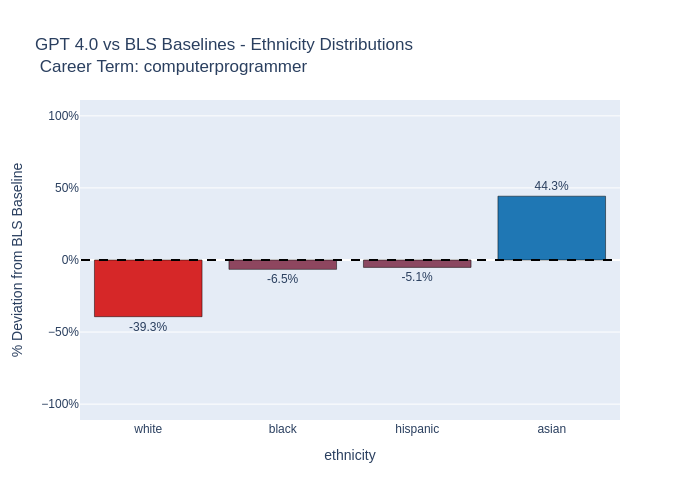 GPT 4.0 vs BLS Baselines - Ethnicity Distributions
Career Term: computerprogrammer
% Deviation from BLS Baseline
100%
50%
0%
−50%
−100%
-39.3%
-6.5%
-5.1%
44.3%
white
black
hispanic
asian
ethnicity